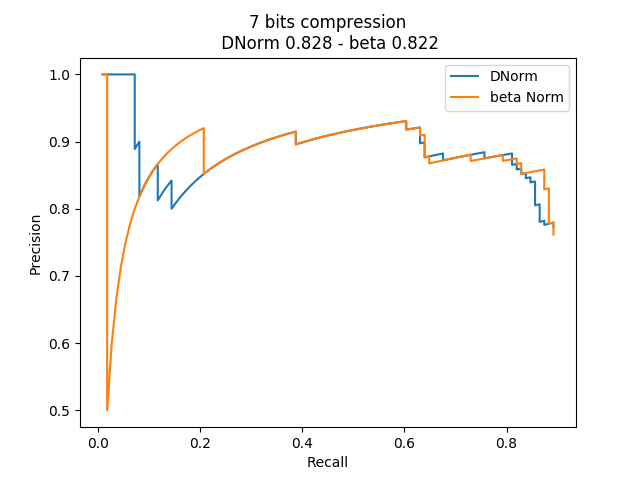 7 bits compression
DNorm 0.828 - beta 0.822
DNorm
beta Norm
1.0
0.9
0.8
0.7
0.6
0.5
Precision
0.0 0.2 0.4 0.6 0.8
Recall